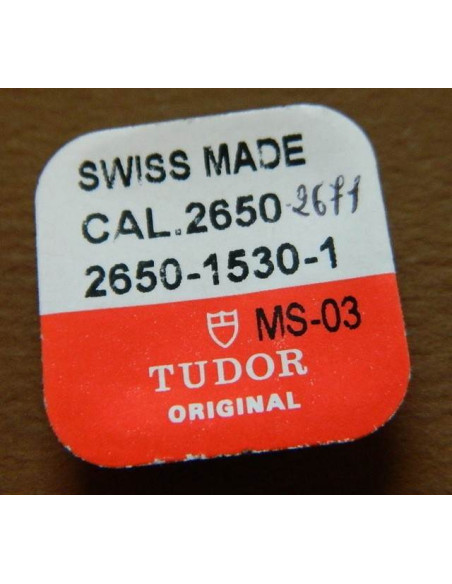 SWISS MADE
CAL.2650-2671
2650-1530-1
MS-03
TUDOR
ORIGINAL